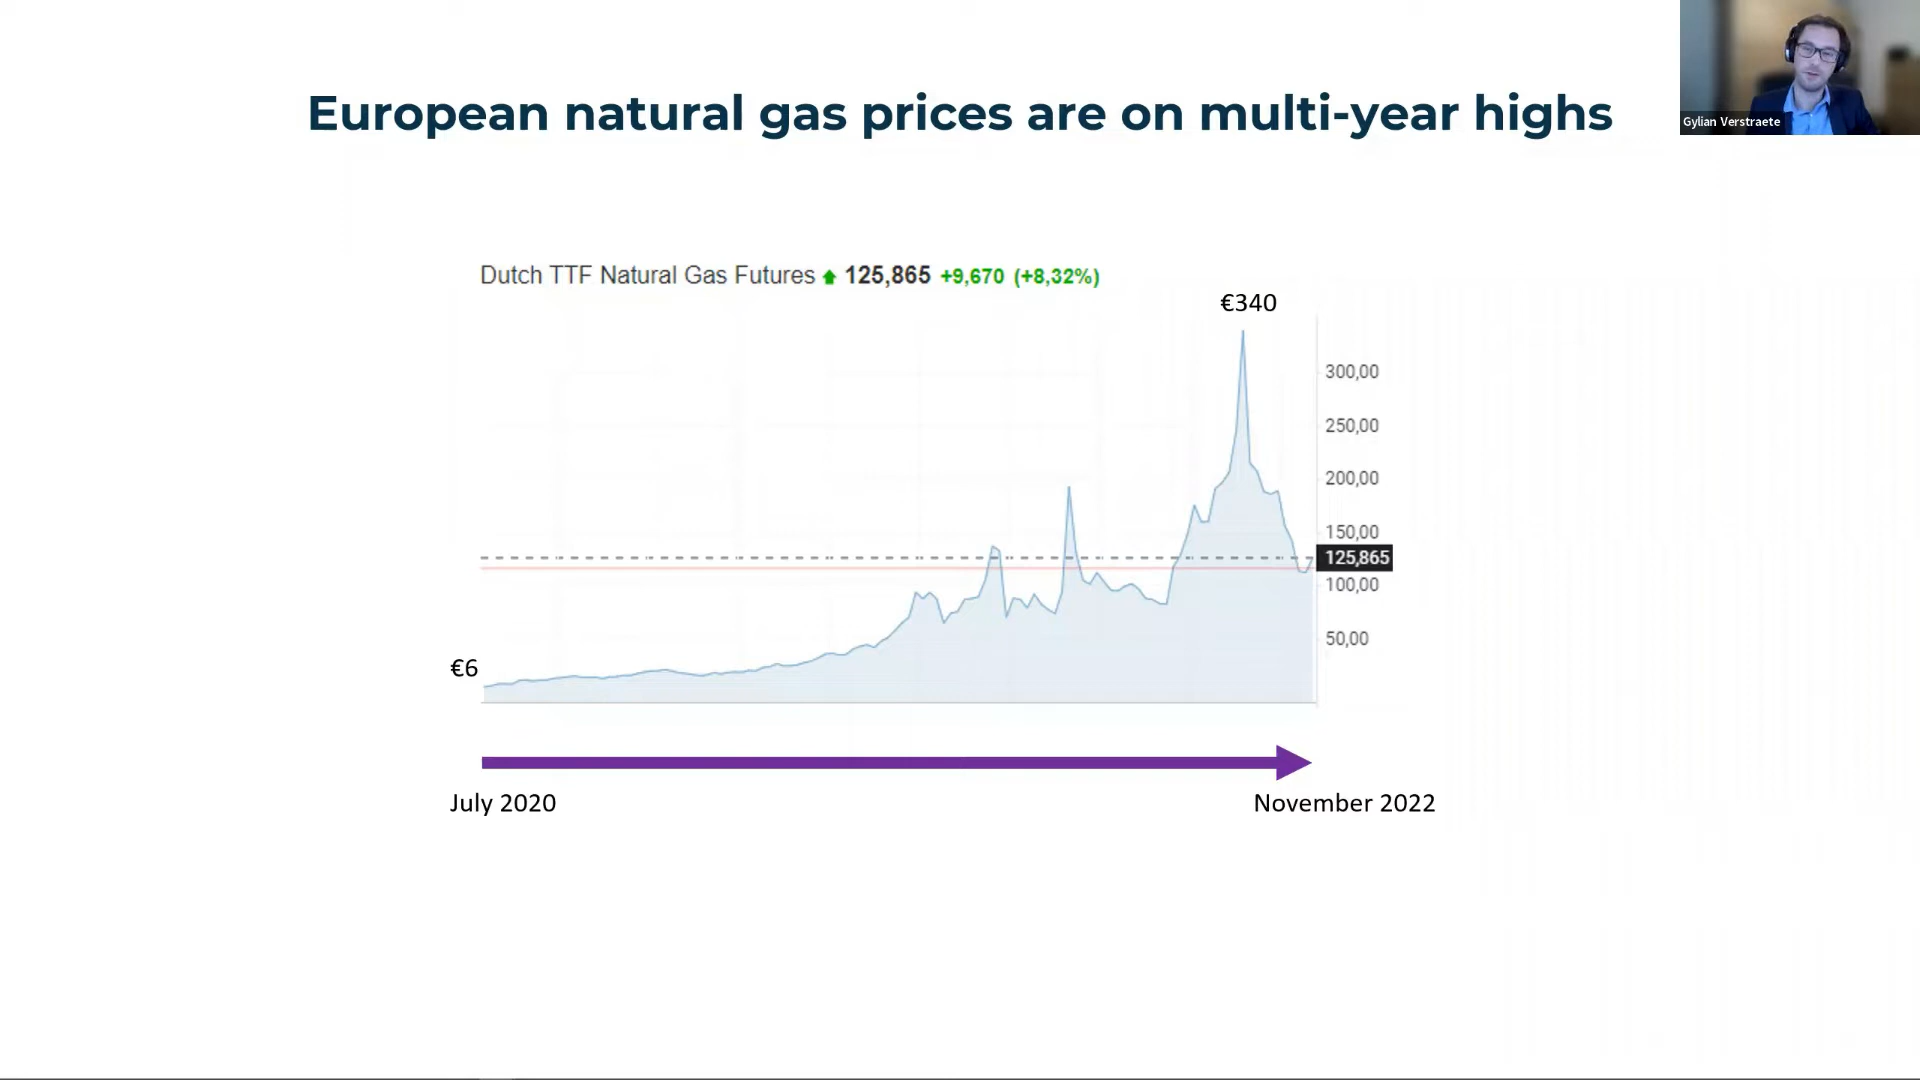 European natural gas prices are on multi-year highs
Gylian Verstraete
Dutch TTF Natural Gas Futures 125,865 +9,670 (+8,32%)
€340
300,00
250,00
200,00
150,00
125,865
100,00
50,00
€6
July 2020
November 2022